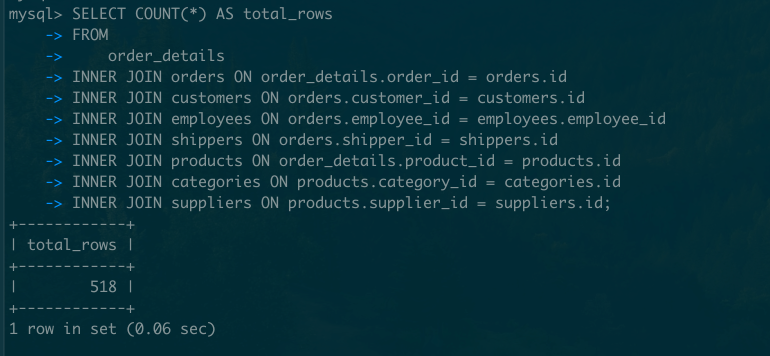 mysql> SELECT COUNT(*) AS total_rows
    -> FROM
    ->     order_details
    -> INNER JOIN orders ON order_details.order_id = orders.id
    -> INNER JOIN customers ON orders.customer_id = customers.id
    -> INNER JOIN employees ON orders.employee_id = employees.employee_id
    -> INNER JOIN shippers ON orders.shipper_id = shippers.id
    -> INNER JOIN products ON order_details.product_id = products.id
    -> INNER JOIN categories ON products.category_id = categories.id
    -> INNER JOIN suppliers ON products.supplier_id = suppliers.id;
+------------+
| total_rows |
+------------+
|        518 |
+------------+
1 row in set (0.06 sec)